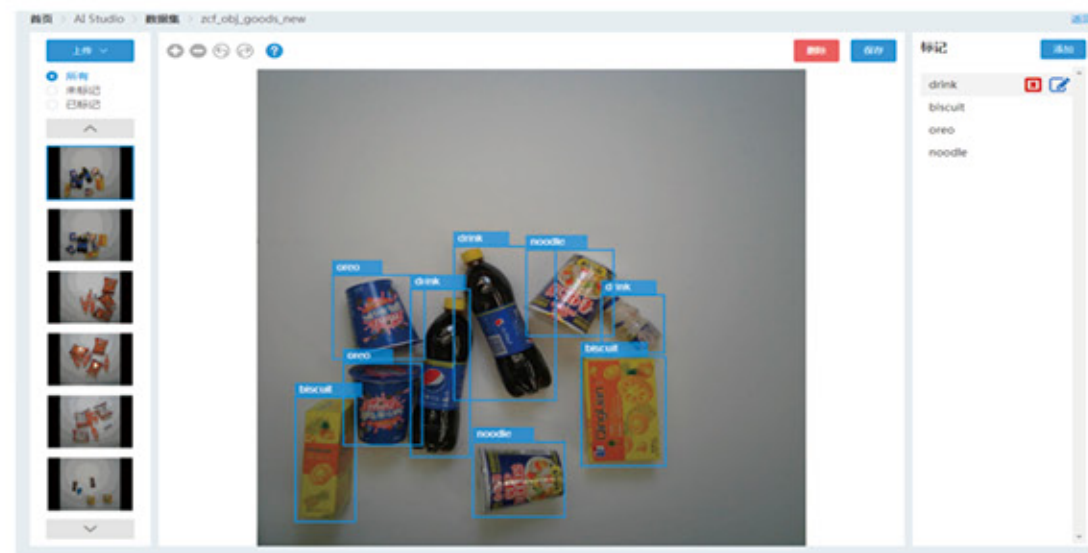 首页 > AI Studio > 数据集 > zcf_obj_goods_new
上传
所有
未标记
已标记
删除
保存
标记
添加
drink
biscuit
oreo
noodle
drink
noodle
oreo
drink
drink
oreo
biscuit
biscuit
noodle